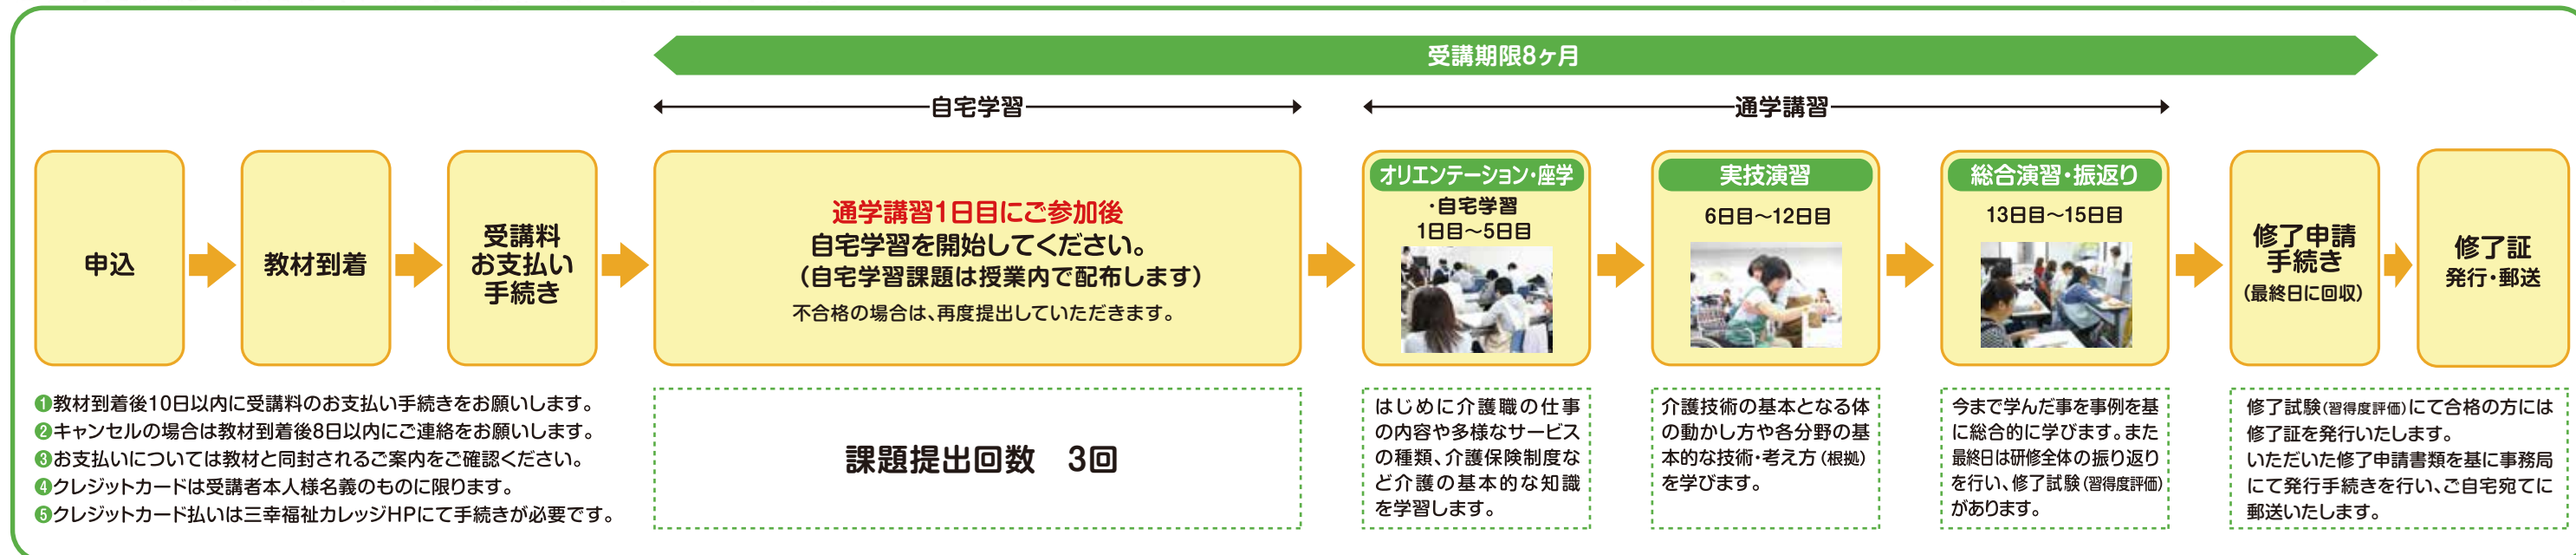 受講期限8ヶ月
自宅学習
通学講習
申込
教材到着
受講料
お支払い
手続き
通学講習1日目にご参加後
自宅学習を開始してください。
(自宅学習課題は授業内で配布します)
不合格の場合は、再度提出していただきます。
オリエンテーション・座学
・自宅学習
1日目〜5日目
実技演習
6日目〜12日目
総合演習・振返り
13日目〜15日目
修了申請
手続き
(最終日に回収)
修了証
発行・郵送
❶教材到着後10日以内に受講料のお支払い手続きをお願いします。
❷キャンセルの場合は教材到着後8日以内にご連絡をお願いします。
❸お支払いについては教材と同封されるご案内をご確認ください。
❹クレジットカードは受講者本人様名義のものに限ります。
❺クレジットカード払いは三幸福祉カレッジHPにて手続きが必要です。
課題提出回数　3回
はじめに介護職の仕事
の内容や多様なサービス
の種類、介護保険制度な
ど介護の基本的な知識
を学習します。
介護技術の基本となる体
の動かし方や各分野の基
本的な技術・考え方(根拠)
を学びます。
今まで学んだ事を事例を基
に総合的に学びます。また
最終日は研修全体の振り返り
を行い、修了試験(習得度評価)
があります。
修了試験(習得度評価)にて合格の方には
修了証を発行いたします。
いただいた修了申請書類を基に事務局
にて発行手続きを行い、ご自宅宛てに
郵送いたします。